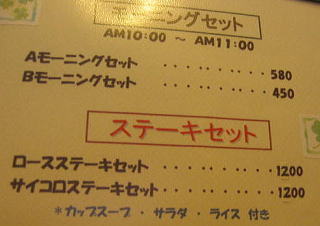 モーニングセット
AM10:00 ～ AM11:00
Aモーニングセット ・・・・・・・・ 580
Bモーニングセット ・・・・・・・・ 450
ステーキセット
ロースステーキセット ・・・・・・・・ 1200
サイコロステーキセット ・・・・・・・・ 1200
＊カップスープ ・ サラダ ・ ライス 付き